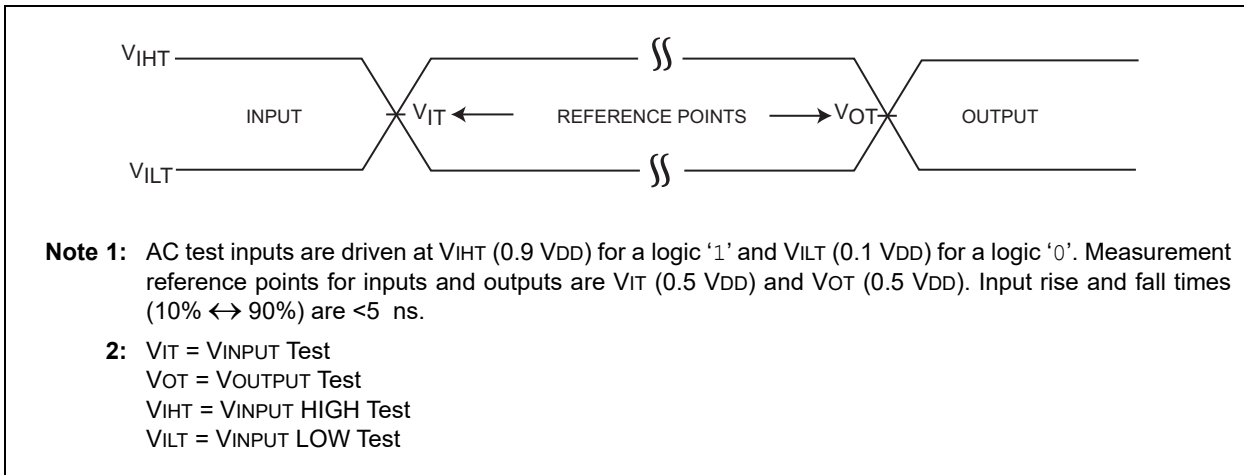 VIHT
INPUT VIT REFERENCE POINTS VOT OUTPUT
VILT
Note 1: AC test inputs are driven at VIHT (0.9 VDD) for a logic ‘1’ and VILT (0.1 VDD) for a logic ‘0’. Measurement
reference points for inputs and outputs are VIT (0.5 VDD) and VOT (0.5 VDD). Input rise and fall times
(10% ↔ 90%) are <5 ns.
2: VIT = VINPUT Test
VOT = VOUTPUT Test
VIHT = VINPUT HIGH Test
VILT = VINPUT LOW Test